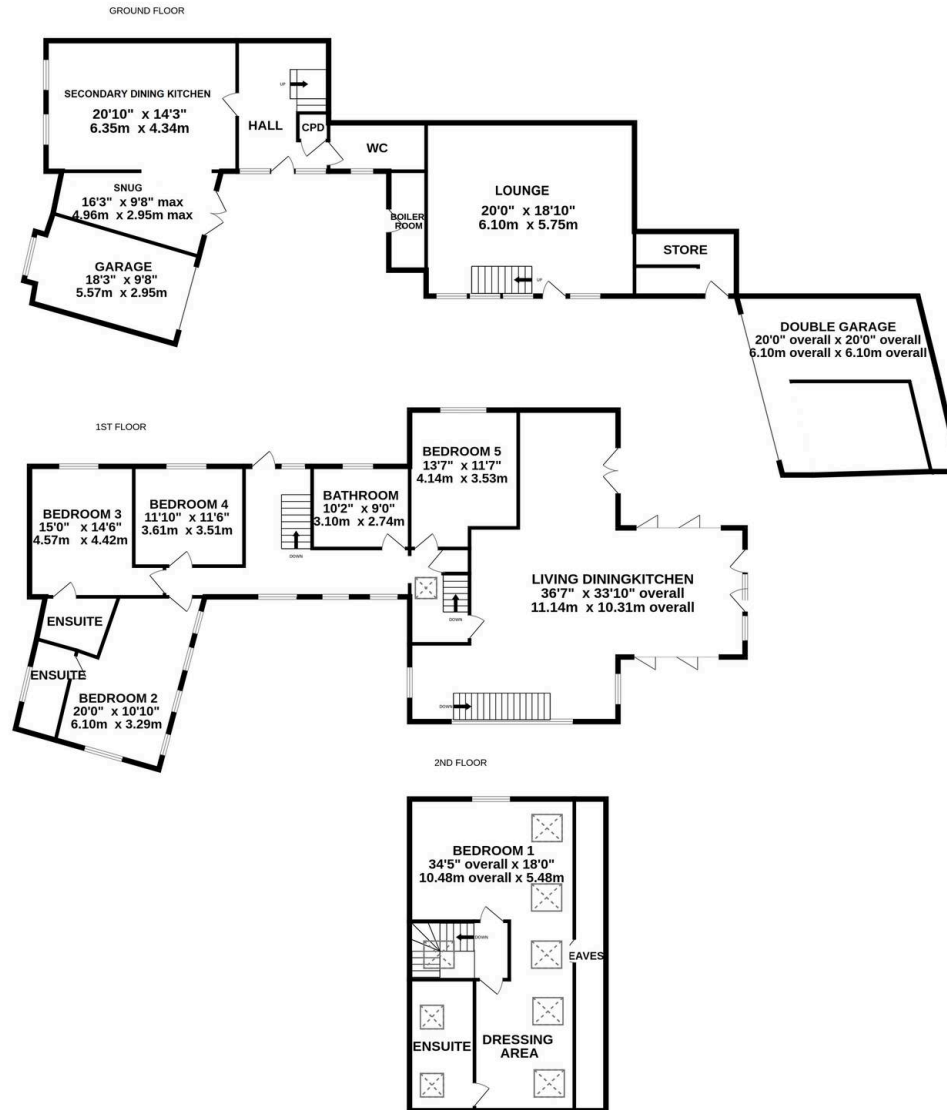 GROUND FLOOR
SECONDARY DINING KITCHEN
20'10" x 14'3"
6.35m x 4.34m
UP
HALL
CPD
WC
SNUG
16'3" x 9'8" max
4.96m x 2.95m max
GARAGE
18'3" x 9'8"
5.57m x 2.95m
BOILER
ROOM
LOUNGE
20'0" x 18'10"
6.10m x 5.75m
UP
STORE
DOUBLE GARAGE
20'0" overall x 20'0" overall
6.10m overall x 6.10m overall
1ST FLOOR
BEDROOM 3
15'0" x 14'6"
4.57m x 4.42m
BEDROOM 4
11'10" x 11'6"
3.61m x 3.51m
DOWN
BATHROOM
10'2" x 9'0"
3.10m x 2.74m
BEDROOM 5
13'7" x 11'7"
4.14m x 3.53m
LIVING DININGKITCHEN
36'7" x 33'10" overall
11.14m x 10.31m overall
DOWN
ENSUITE
ENSUITE
BEDROOM 2
20'0" x 10'10"
6.10m x 3.29m
DOWN
2ND FLOOR
BEDROOM 1
34'5" overall x 18'0"
10.48m overall x 5.48m
DOWN
EAVES
ENSUITE
DRESSING
AREA